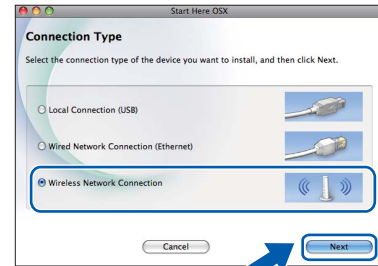 Start Here OSX
Connection Type
Select the connection type of the device you want to install, and then click Next.
Local Connection (USB)
Wired Network Connection (Ethernet)
Wireless Network Connection
Cancel
Next